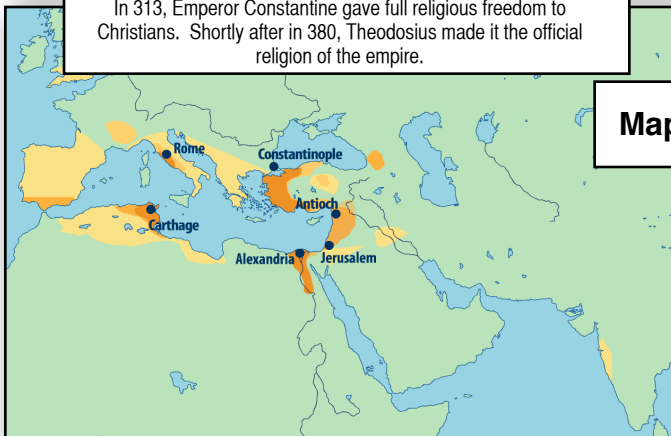 In 313, Emperor Constantine gave full religious freedom to
Christians. Shortly after in 380, Theodosius made it the official
religion of the empire.
Map
Rome
Constantinople
Antioch
Carthage
Alexandria
Jerusalem